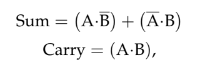 Sum = (A·B̅) + (A̅·B)
Carry = (A·B),